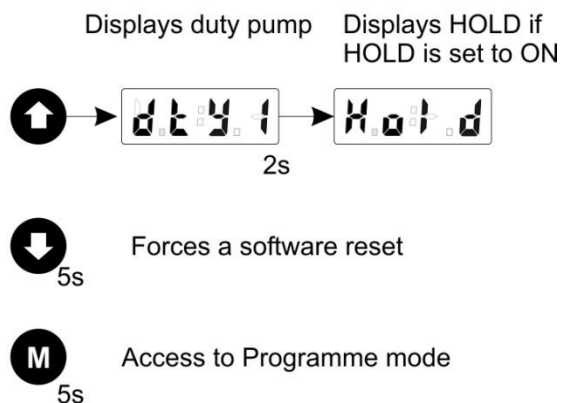 Displays duty pump
Displays HOLD if
HOLD is set to ON
dtY.1
Hold
2s
Forces a software reset
5s
M
Access to Programme mode
5s